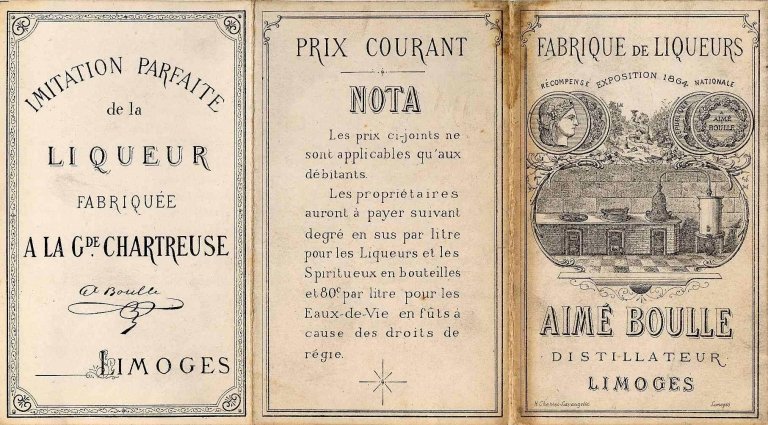 IMITATION PARFAITE
de la
LIQUEUR
FABRIQUÉE
A LA GDE. CHARTREUSE
A Boulle
LIMOGES
PRIX COURANT
NOTA
Les prix ci-joints ne
sont applicables qu'aux
débitants.
Les propriétaires
auront à payer suivant
degré en sus par litre
pour les Liqueurs et les
Spiritueux en bouteilles
et 80c par litre pour les
Eaux-de-Vie en fûts à
cause des droits de
régie.
FABRIQUE DE LIQUEURS
RÉCOMPENSE EXPOSITION 1864 NATIONALE
AIMÉ
BOULLE
AIMÉ BOULLE
DISTILLATEUR
LIMOGES
Limoges